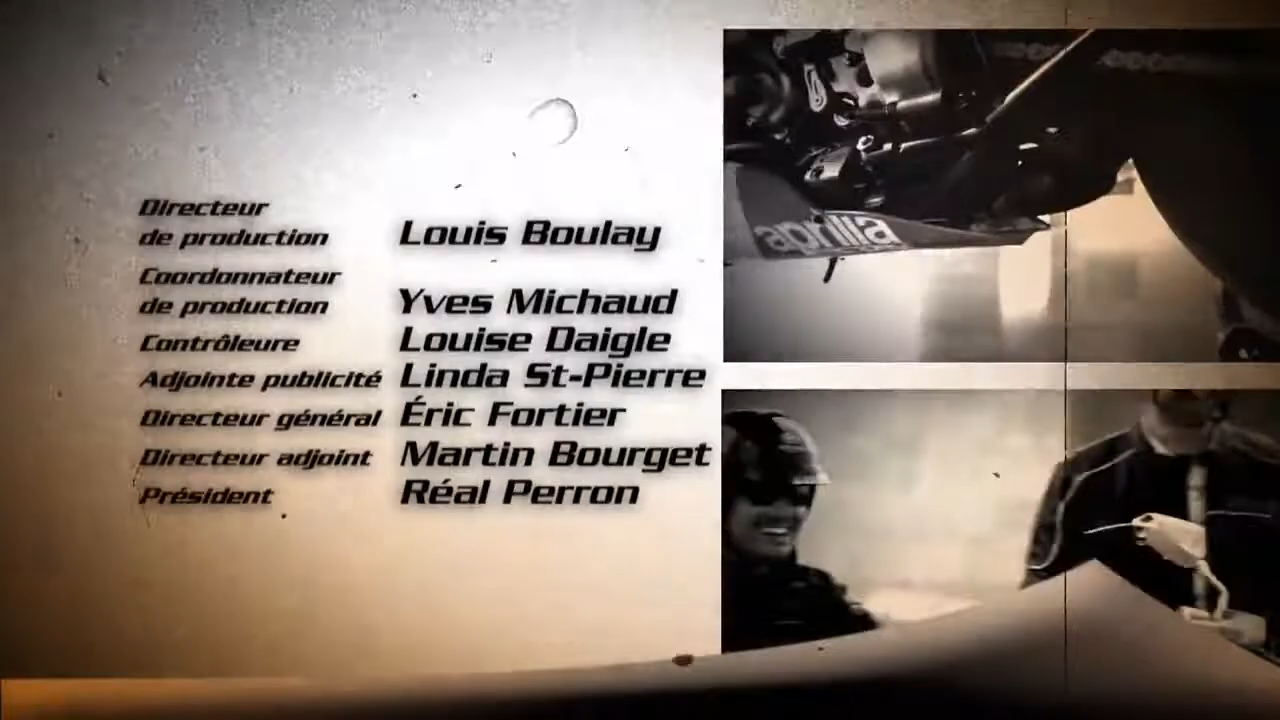 Directeur
de production Louis Boulay
Coordonnateur
de production Yves Michaud
Contrôleure Louise Daigle
Adjointe publicité Linda St-Pierre
Directeur général Éric Fortier
Directeur adjoint Martin Bourget
Président Réal Perron
aprilia